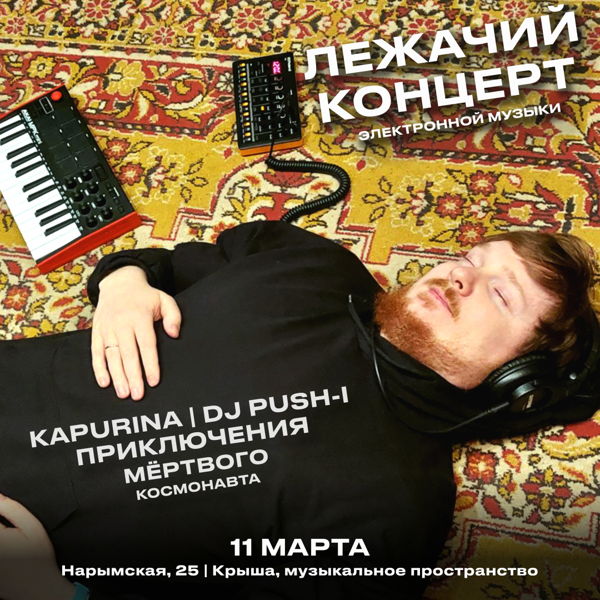 ЛЕЖАЧИЙ
КОНЦЕРТ
ЭЛЕКТРОННОЙ МУЗЫКИ
KAPURINA | DJ PUSH-I
ПРИКЛЮЧЕНИЯ
МЁРТВОГО
КОСМОНАВТА
11 МАРТА
Нарымская, 25 | Крыша, музыкальное пространство